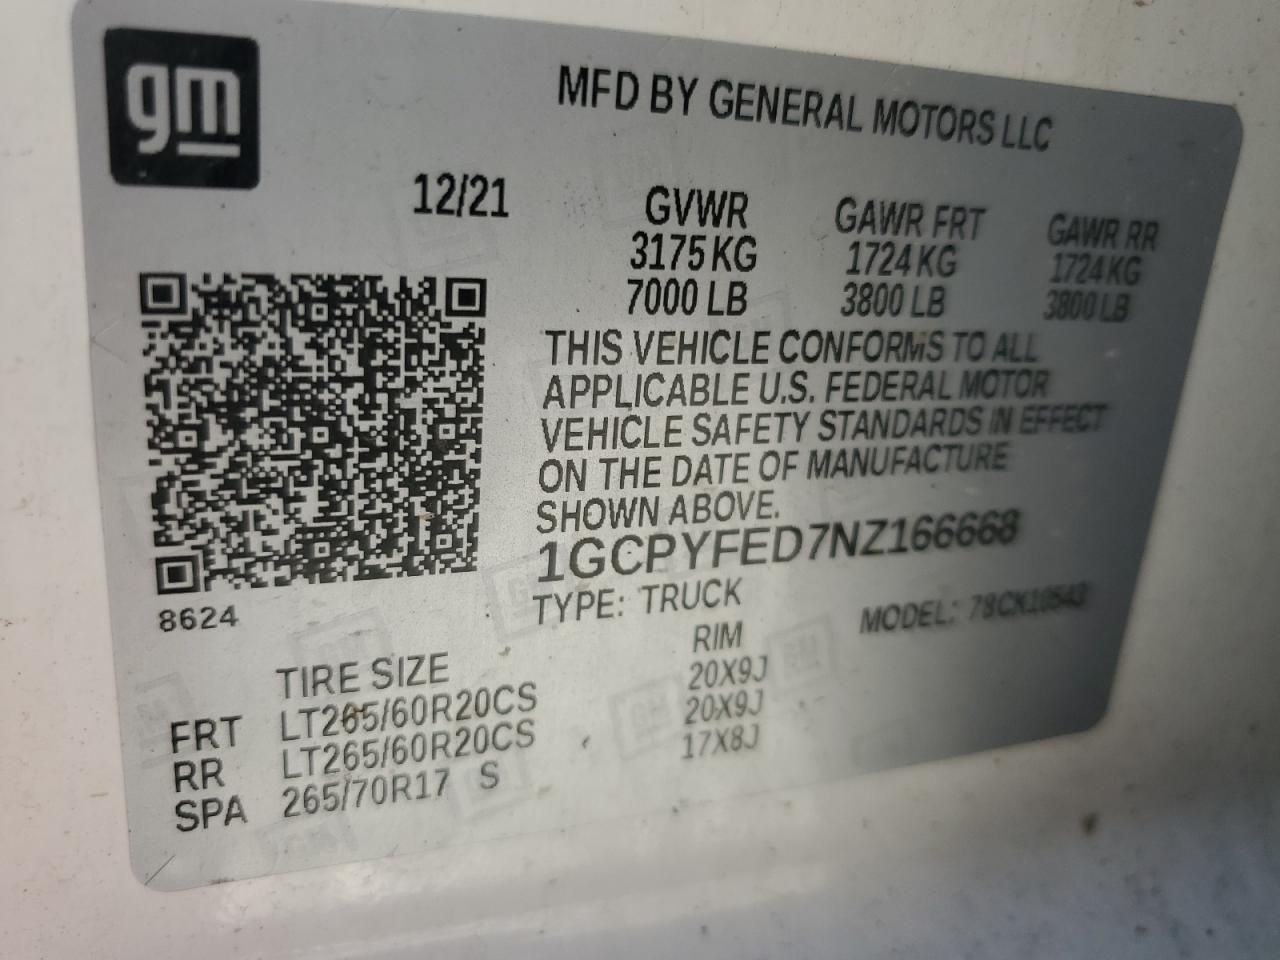 gm
MFD BY GENERAL MOTORS LLC
12/21
GVWR GAWR FRT GAWR RR
3175 KG 1724 KG 1724 KG
7000 LB 3800 LB 3800 LB
THIS VEHICLE CONFORMS TO ALL
APPLICABLE U.S. FEDERAL MOTOR
VEHICLE SAFETY STANDARDS IN EFFECT
ON THE DATE OF MANUFACTURE
SHOWN ABOVE.
1GCPYFED7NZ166668
8624
TYPE: TRUCK MODEL: 78CK10543
TIRE SIZE RIM
FRT LT265/60R20CS 20X9J
RR LT265/60R20CS 20X9J
SPA 265/70R17 S 17X8J